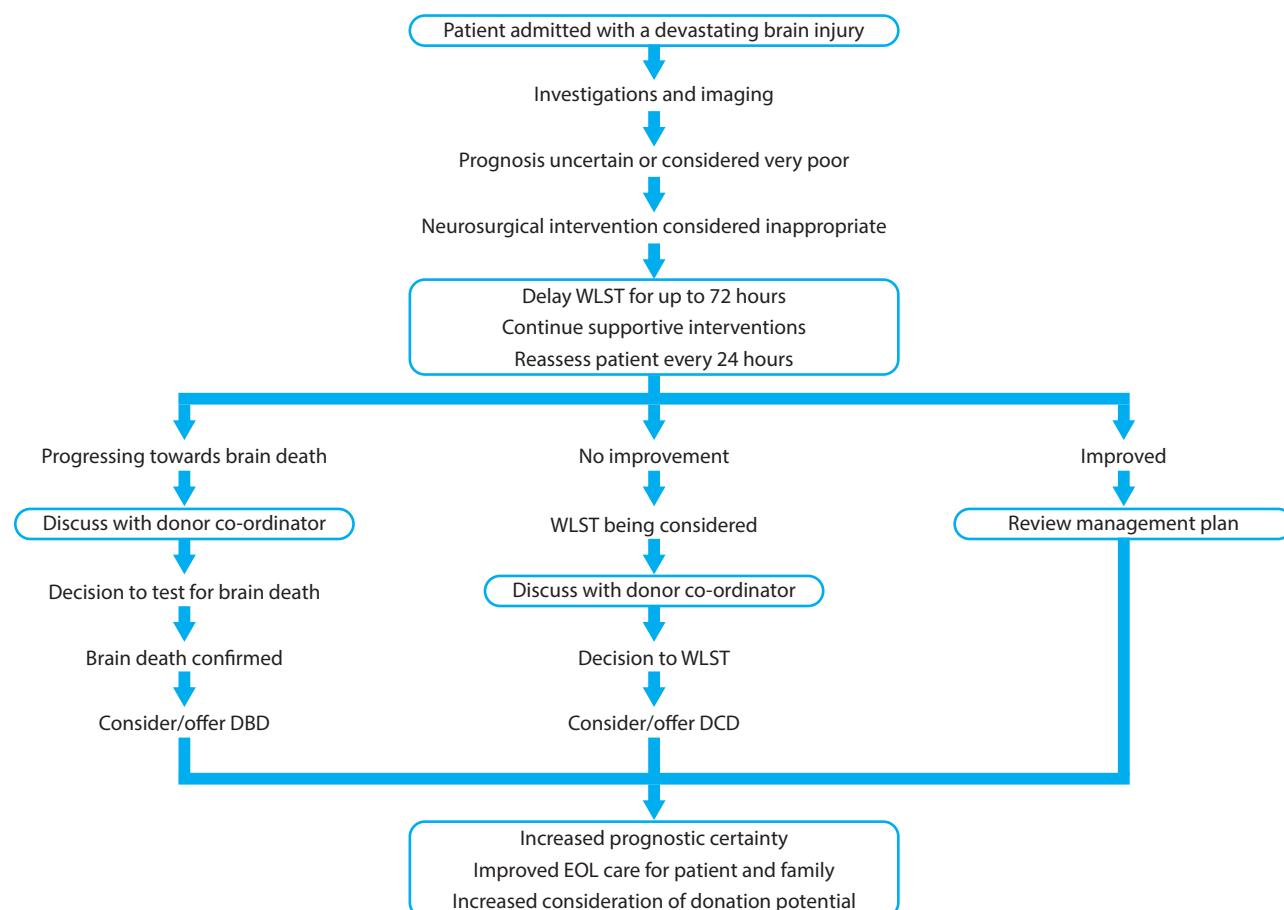 Patient admitted with a devastating brain injury
Investigations and imaging
Prognosis uncertain or considered very poor
Neurosurgical intervention considered inappropriate
Delay WLST for up to 72 hours
Continue supportive interventions
Reassess patient every 24 hours
Progressing towards brain death
Discuss with donor co-ordinator
Decision to test for brain death
Brain death confirmed
Consider/offer DBD
No improvement
WLST being considered
Discuss with donor co-ordinator
Decision to WLST
Consider/offer DCD
Improved
Review management plan
Increased prognostic certainty
Improved EOL care for patient and family
Increased consideration of donation potential